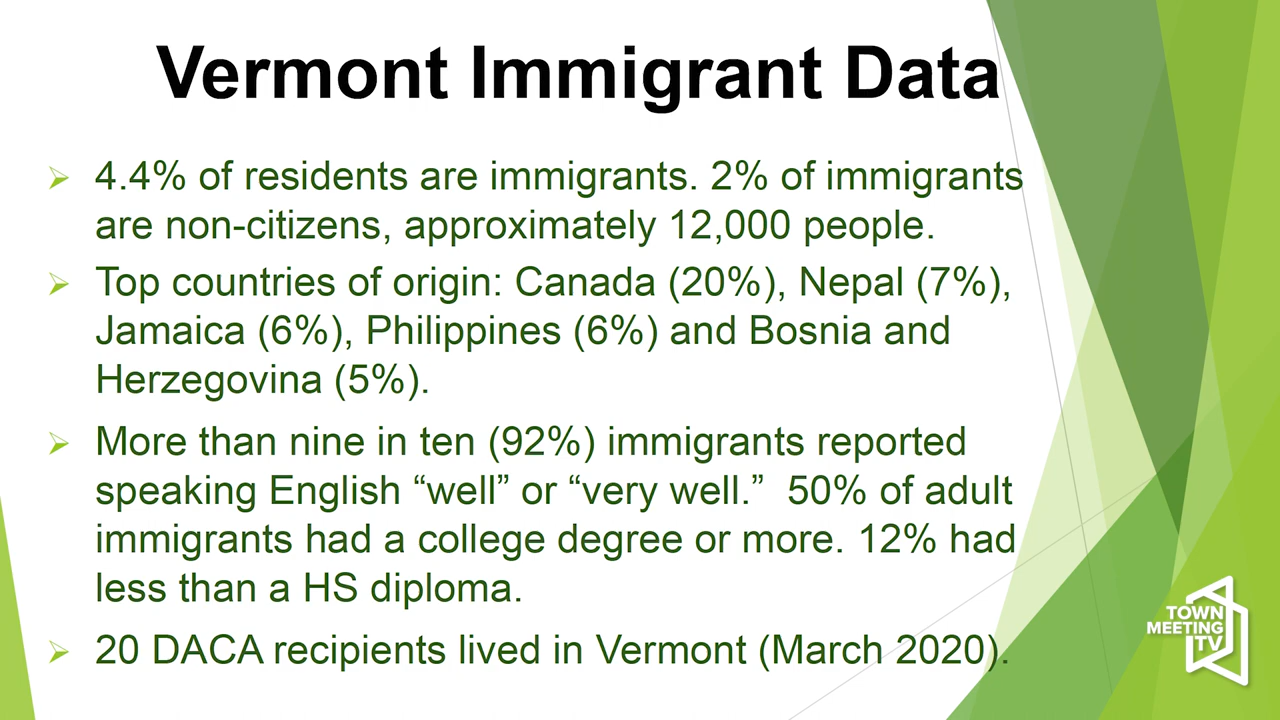 Vermont Immigrant Data
➢ 4.4% of residents are immigrants. 2% of immigrants
are non-citizens, approximately 12,000 people.
➢ Top countries of origin: Canada (20%), Nepal (7%),
Jamaica (6%), Philippines (6%) and Bosnia and
Herzegovina (5%).
➢ More than nine in ten (92%) immigrants reported
speaking English “well” or “very well.”  50% of adult
immigrants had a college degree or more. 12% had
less than a HS diploma.
➢ 20 DACA recipients lived in Vermont (March 2020).
TOWN
MEETING
TV